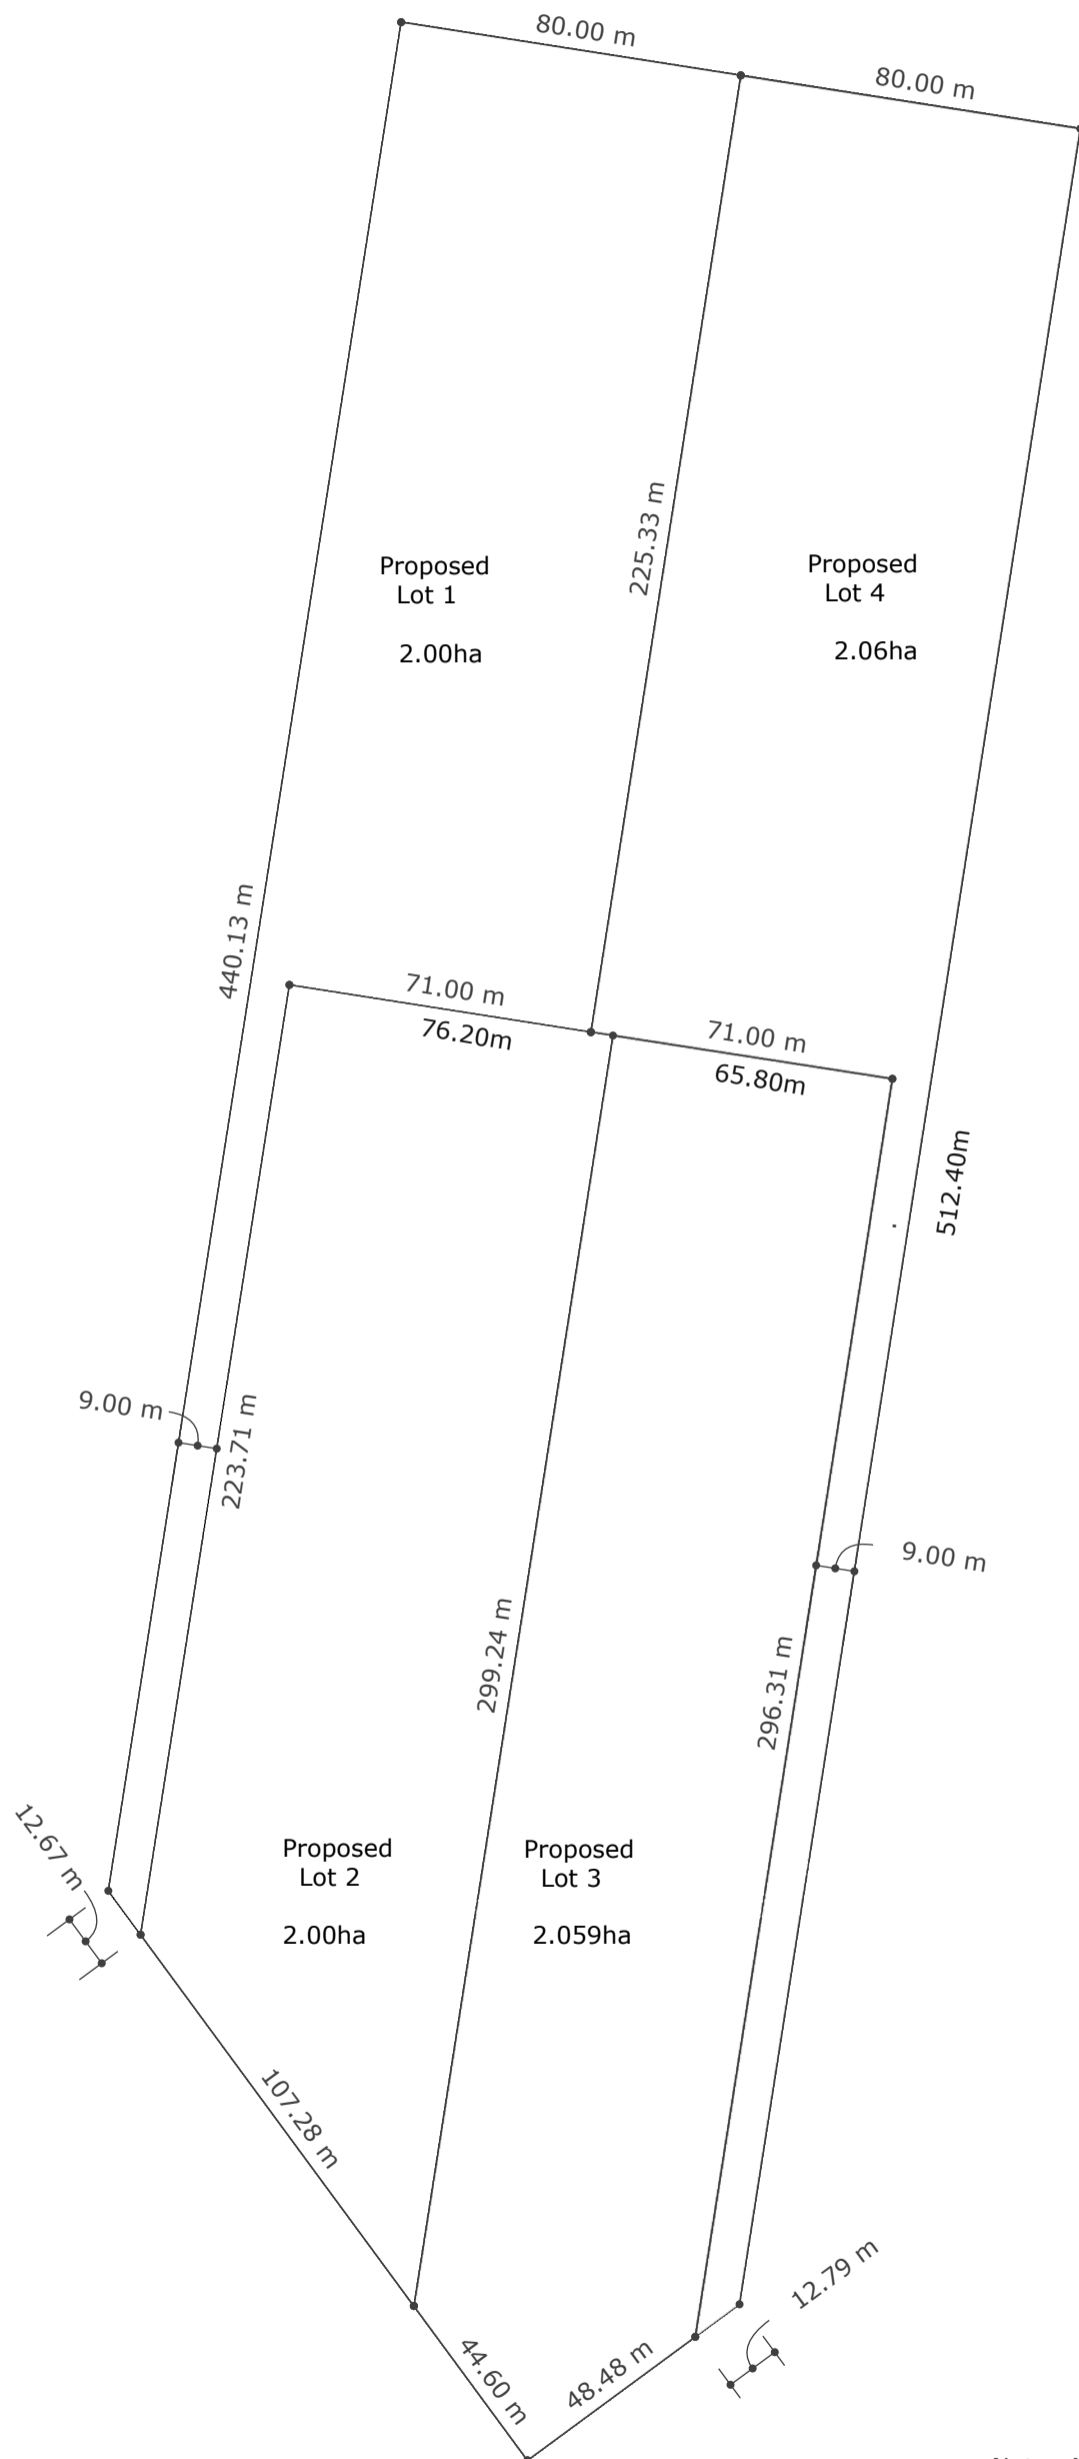 80.00 m
80.00 m
225.33 m
Proposed
Lot 1
2.00ha
Proposed
Lot 4
2.06ha
440.13 m
71.00 m
76.20m
71.00 m
65.80m
512.40m
9.00 m
223.71 m
9.00 m
299.24 m
296.31 m
12.67 m
Proposed
Lot 2
2.00ha
Proposed
Lot 3
2.059ha
107.28 m
12.79 m
44.60 m
48.48 m